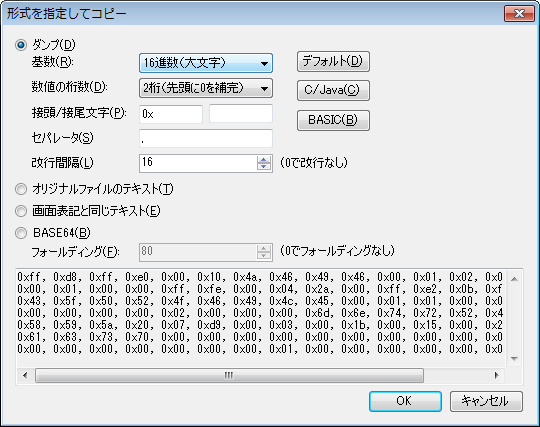 形式を指定してコピー
ダンプ(D)
基数(R): 16進数(大文字) デフォルト(D)
数値の桁数(D): 2桁(先頭に0を補完) C/Java(C)
接頭/接尾文字(P): 0x BASIC(B)
セパレータ(S) ,
改行間隔(L) 16 (0で改行なし)
オリジナルファイルのテキスト(T)
画面表記と同じテキスト(E)
BASE64(B)
フォールディング(F): 80 (0でフォールディングなし)
0xff, 0xd8, 0xff, 0xe0, 0x00, 0x10, 0x4a, 0x46, 0x49, 0x46, 0x00, 0x01, 0x02, 0x0
0x00, 0x01, 0x00, 0x00, 0xff, 0xfe, 0x00, 0x04, 0x2a, 0x00, 0xff, 0xe2, 0x0b, 0xf
0x43, 0x5f, 0x50, 0x52, 0x4f, 0x46, 0x49, 0x4c, 0x45, 0x00, 0x01, 0x01, 0x00, 0x0
0x00, 0x00, 0x00, 0x00, 0x02, 0x00, 0x00, 0x00, 0x6d, 0x6e, 0x74, 0x72, 0x52, 0x4
0x58, 0x59, 0x5a, 0x20, 0x07, 0xd9, 0x00, 0x03, 0x00, 0x1b, 0x00, 0x15, 0x00, 0x2
0x61, 0x63, 0x73, 0x70, 0x00, 0x00, 0x00, 0x00, 0x00, 0x00, 0x00, 0x00, 0x00, 0x0
0x00, 0x00, 0x00, 0x00, 0x00, 0x00, 0x00, 0x01, 0x00, 0x00, 0x00, 0x00, 0x00, 0x0
OK キャンセル